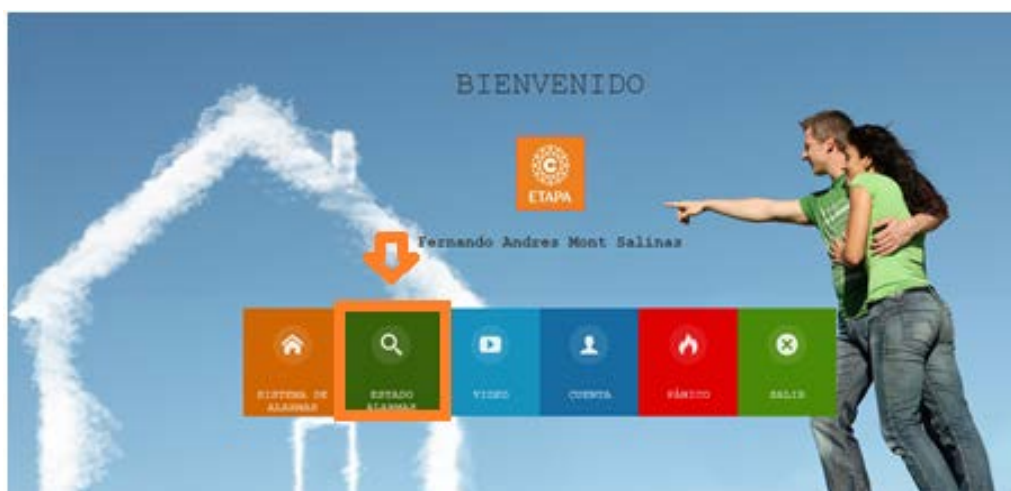 BIENVENIDO
ETAPA
Fernando Andres Mont Salinas
SISTEMA DE
ALARMAS
ESTADO
ALARMAS
VIDEO
CUENTA
PÁNICO
SALIR